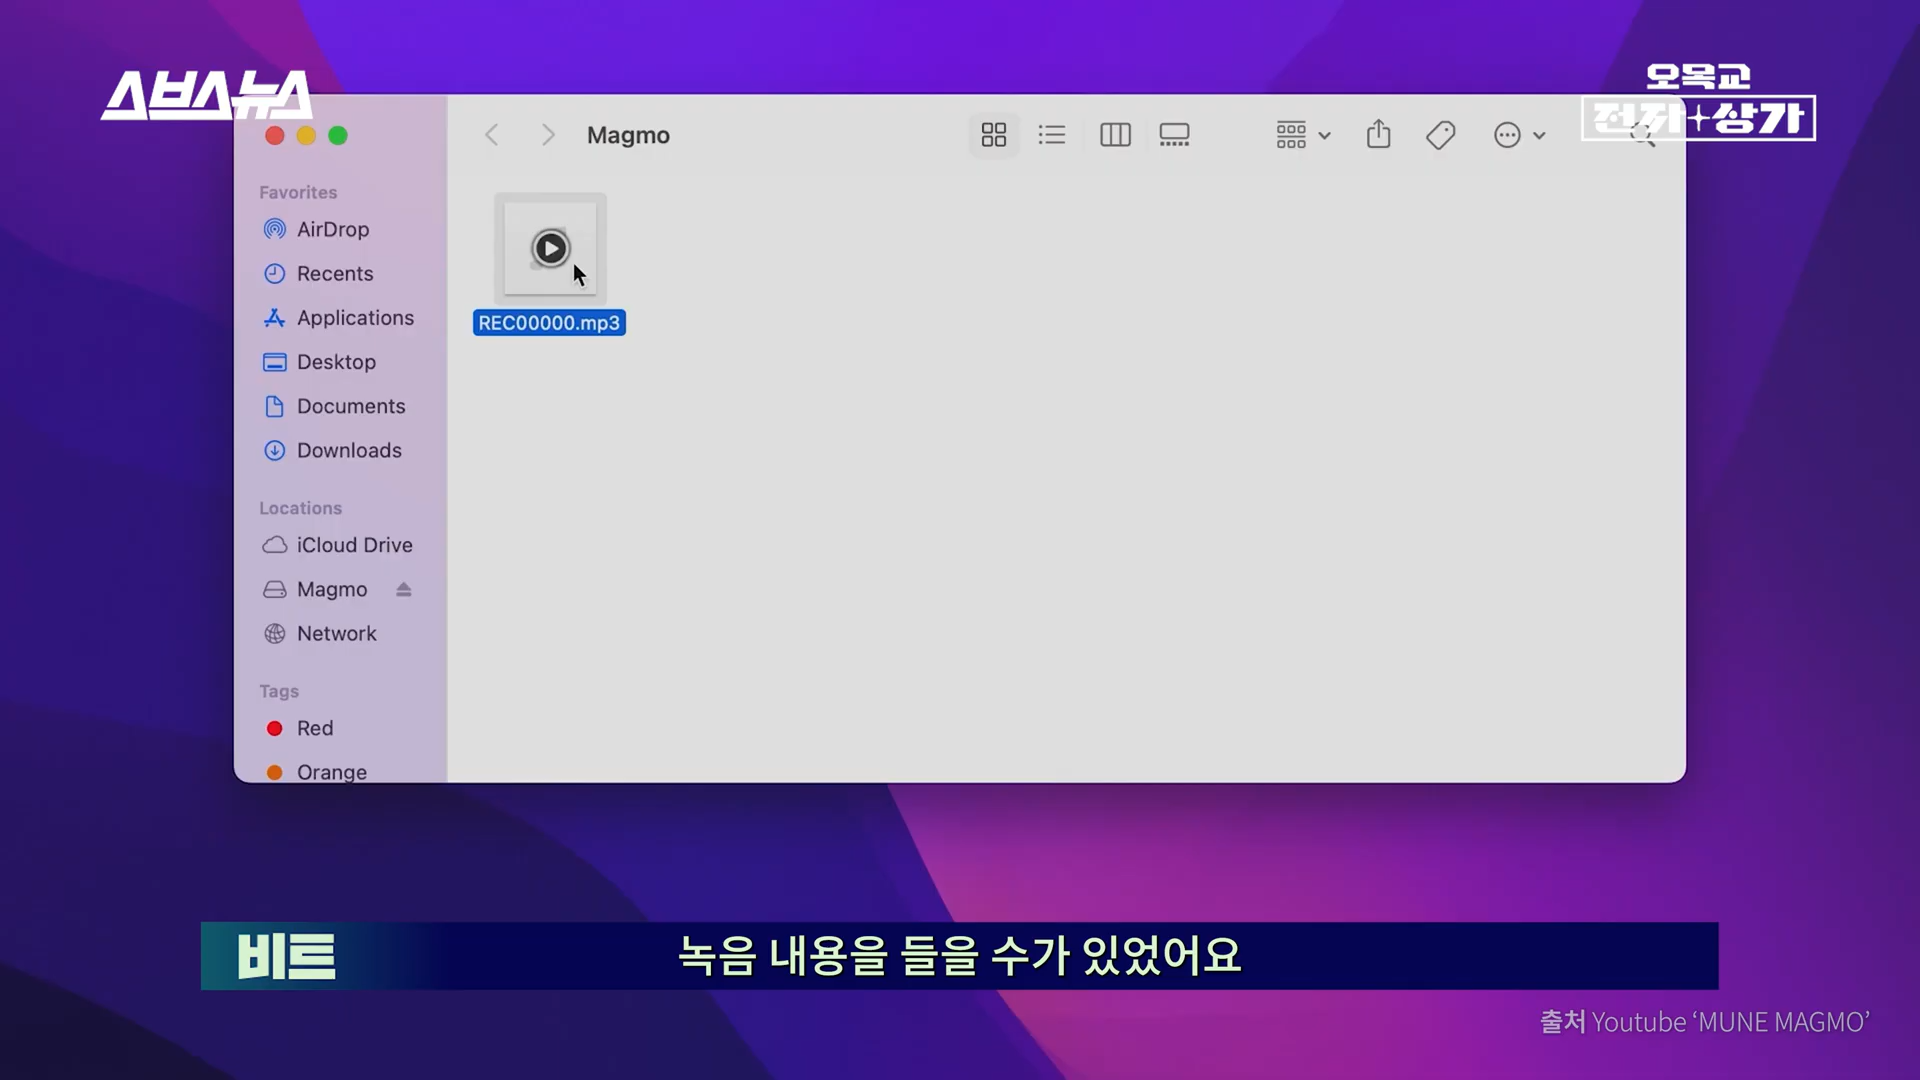 스브스뉴스
오목교
전자+상가
Magmo
Favorites
AirDrop
Recents
Applications
Desktop
Documents
Downloads
Locations
iCloud Drive
Magmo
Network
Tags
Red
Orange
REC00000.mp3
비트
녹음 내용을 들을 수가 있었어요
출처 Youtube ‘MUNE MAGMO’